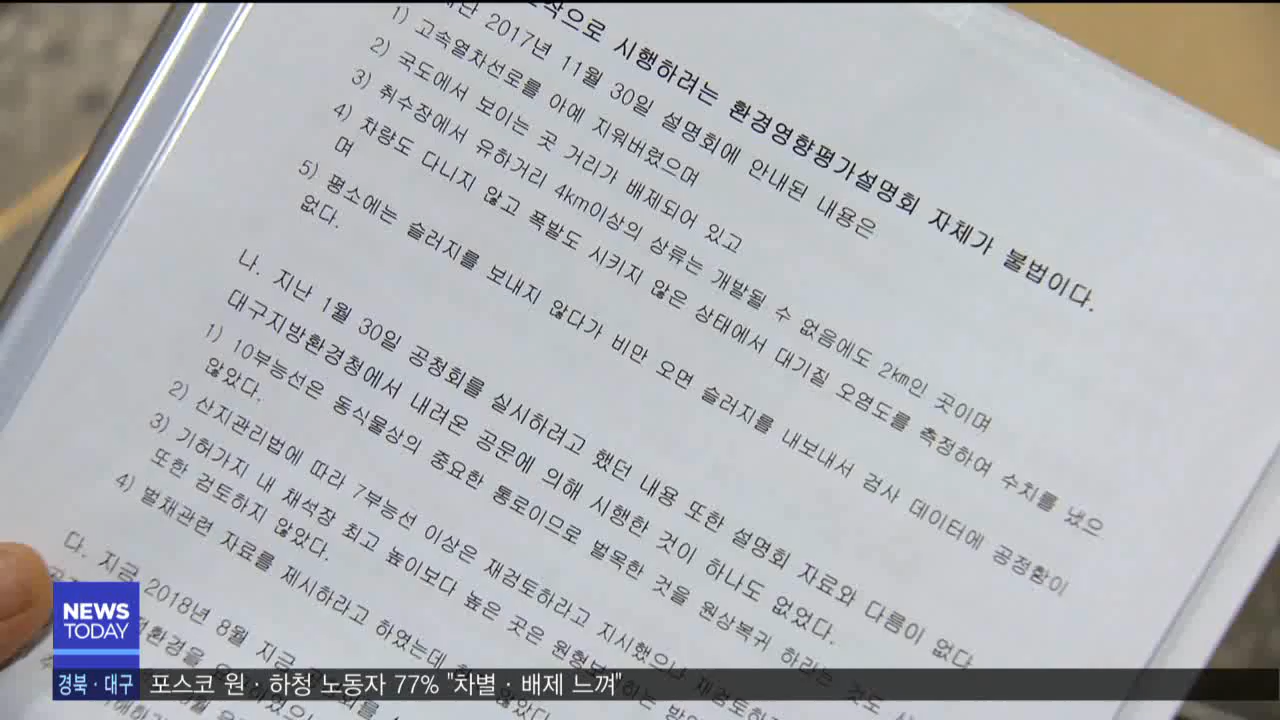 작으로 시행하려는 환경영향평가설명회 자체가 불법이다.
2017년 11월 30일 설명회에 안내된 내용은
1) 고속열차선로를 아예 지워버렸으며
2) 국도에서 보이는 곳 거리가 배제되어 있고
3) 취수장에서 유하거리 4km이상의 상류는 개발될 수 없음에도 2㎞인 곳이며
4) 차량도 다니지 않고 폭발도 시키지 않은 상태에서 대기질 오염도를 측정하여 수치를 냈으
며
5) 평소에는 슬러지를 보내지 않다가 비만 오면 슬러지를 내보내서 검사 데이터에 공정함이
없다.
나. 지난 1월 30일 공청회를 실시하려고 했던 내용 또한 설명회 자료와 다름이 없다.
대구지방환경청에서 내려온 공문에 의해 시행한 것이 하나도 없었다.
1) 10부능선은 동식물상의 중요한 통로이므로 벌목한 것을 원상복귀 하라는 것도
않았다.
2) 산지관리법에 따라 7부능선 이상은 재검토하라고 지시했으나
3) 기허가지 내 채석장 최고 높이보다 높은 곳은
또한 검토하지 않았다.
4) 벌채관련 자료를 제시하라고 하였는데 않았다.
다. 지금 2018년 8월 지금
NEWS
TODAY
경북·대구 포스코 원·하청 노동자 77% "차별·배제 느껴"